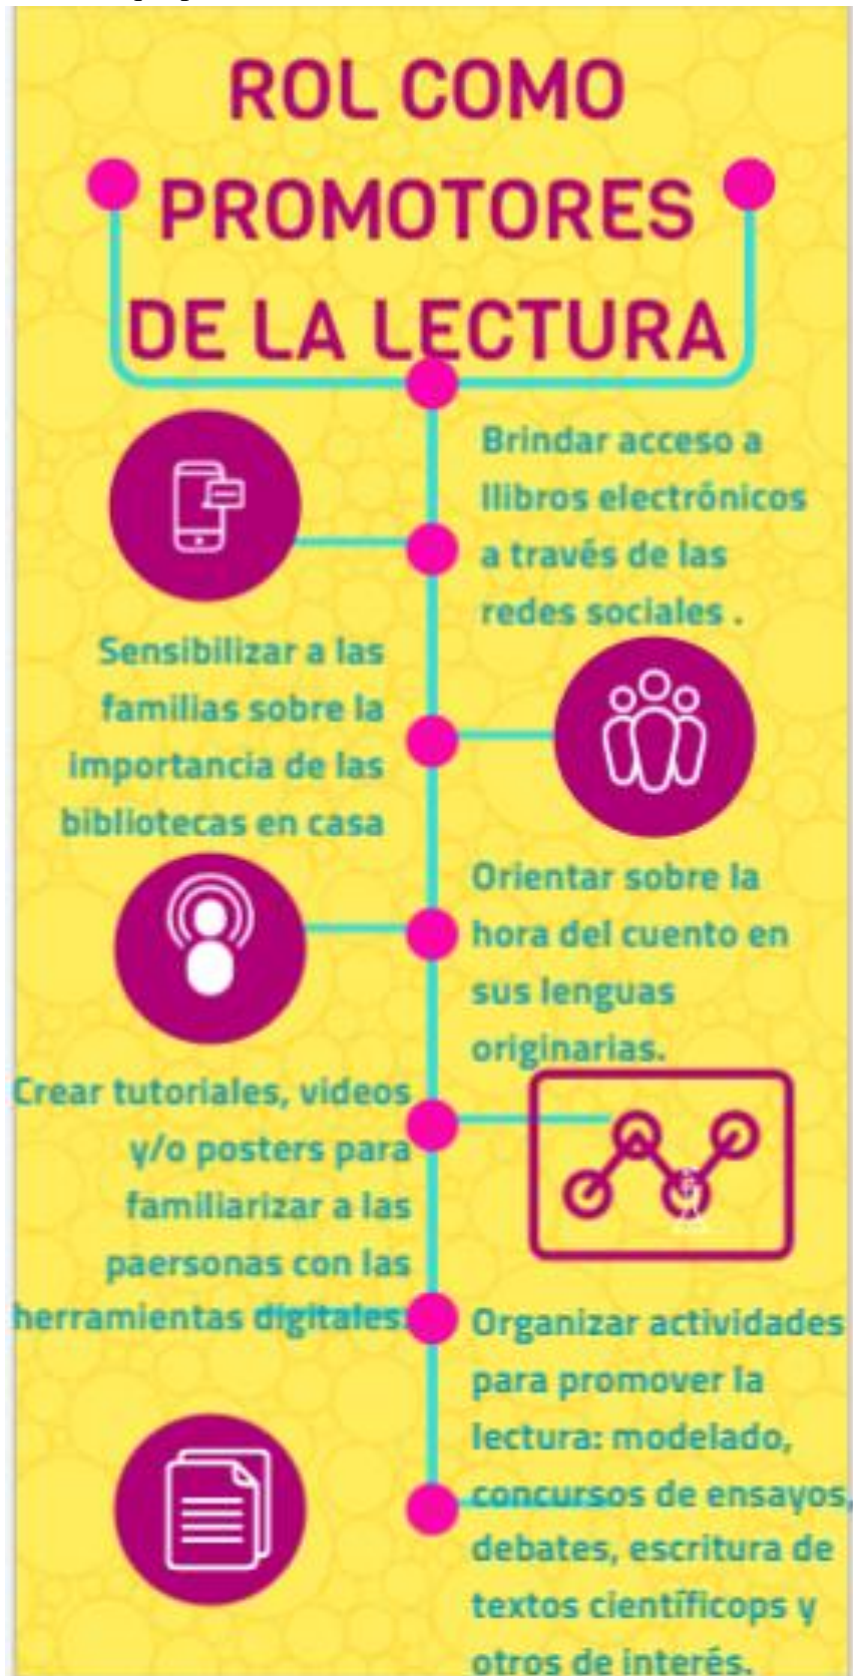 ROL COMO
PROMOTORES
DE LA LECTURA
Brindar acceso a
llibros electrónicos
a través de las
redes sociales .
Sensibilizar a las
familias sobre la
importancia de las
bibliotecas en casa
Orientar sobre la
hora del cuento en
sus lenguas
originarias.
Crear tutoriales, videos
y/o posters para
familiarizar a las
paersonas con las
herramientas digitales.
Organizar actividades
para promover la
lectura: modelado,
concursos de ensayos,
debates, escritura de
textos científicops y
otros de interés.